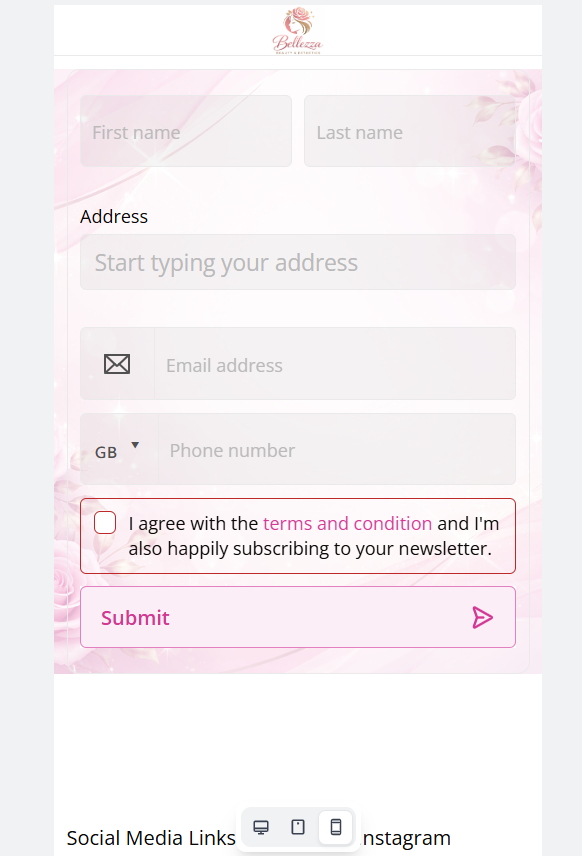 Bellezza
First name
Last name
Address
Start typing your address
Email address
GB
Phone number
I agree with the terms and condition and I'm
also happily subscribing to your newsletter.
Submit
Social Media Links
nstagram